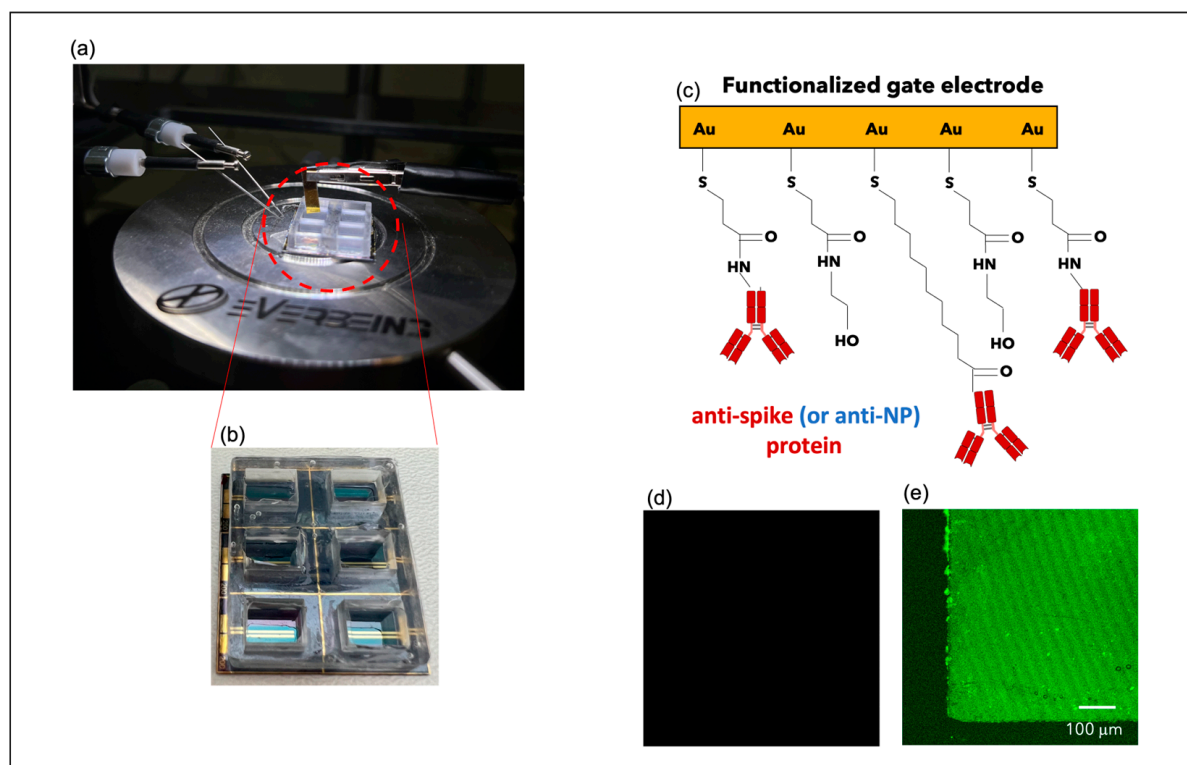 (a)
EVERBEING
(b)
(c)
Functionalized gate electrode
Au Au Au Au Au
S S S S S
O O O O
HN HN HN HN
HO HO
O
anti-spike (or anti-NP)
protein
(d)
(e)
100 μm